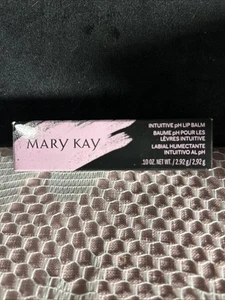 MARY KAY
INTUITIVE pH LIP BALM
BAUME pH POUR LES
LÈVRES INTUITIVE
LABIAL HUMECTANTE
INTUITIVO AL pH
.10 OZ. NET WT. / 2.92 g / 2,92 g